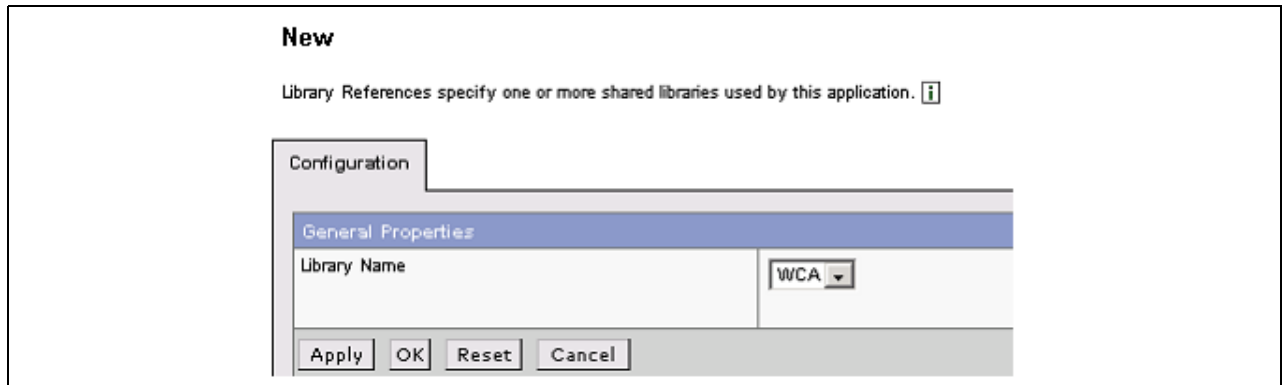 New
Library References specify one or more shared libraries used by this application. i
Configuration
General Properties
Library Name
WCA
Apply OK Reset Cancel